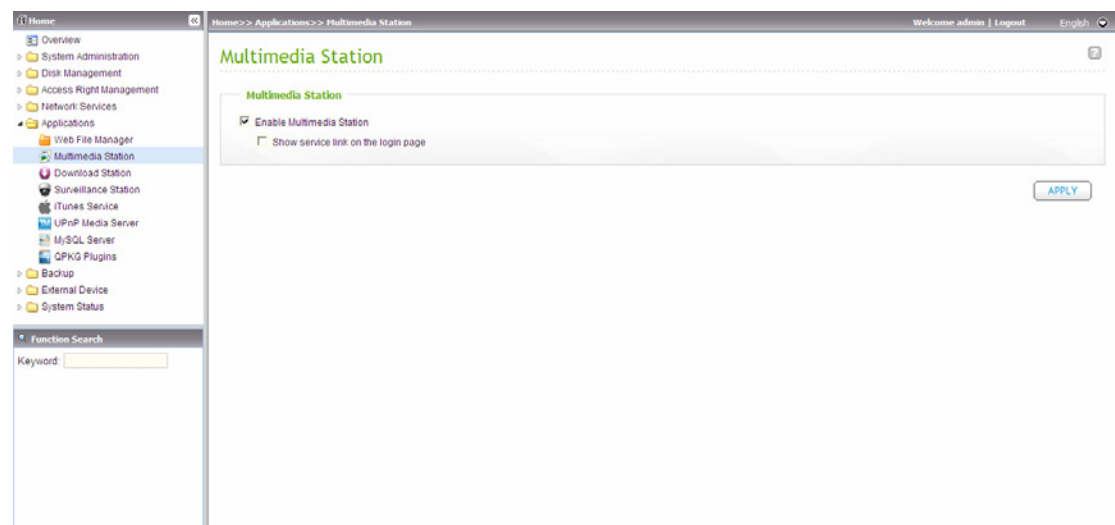 Home
Overview
System Administration
Disk Management
Access Right Management
Network Services
Applications
Web File Manager
Multimedia Station
Download Station
Surveillance Station
iTunes Service
UPnP Media Server
MySQL Server
QPKG Plugins
Backup
External Device
System Status
Function Search
Keyword:
Home>> Applications>> Multimedia Station
Welcome admin | Logout English
Multimedia Station
Multimedia Station
Enable Multimedia Station
Show service link on the login page
APPLY